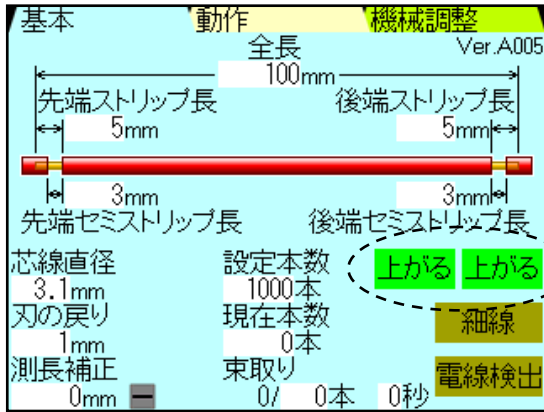 基本 動作 機械調整
全長 Ver.A005
100mm
先端ストリップ長 後端ストリップ長
5mm 5mm
3mm 3mm
先端セミストリップ長 後端セミストリップ長
芯線直径 設定本数 上がる 上がる
3.1mm 1000本
刃の戻り 現在本数 細線
1mm 0本
測長補正 束取り 電線検出
0mm 0/ 0本 0秒